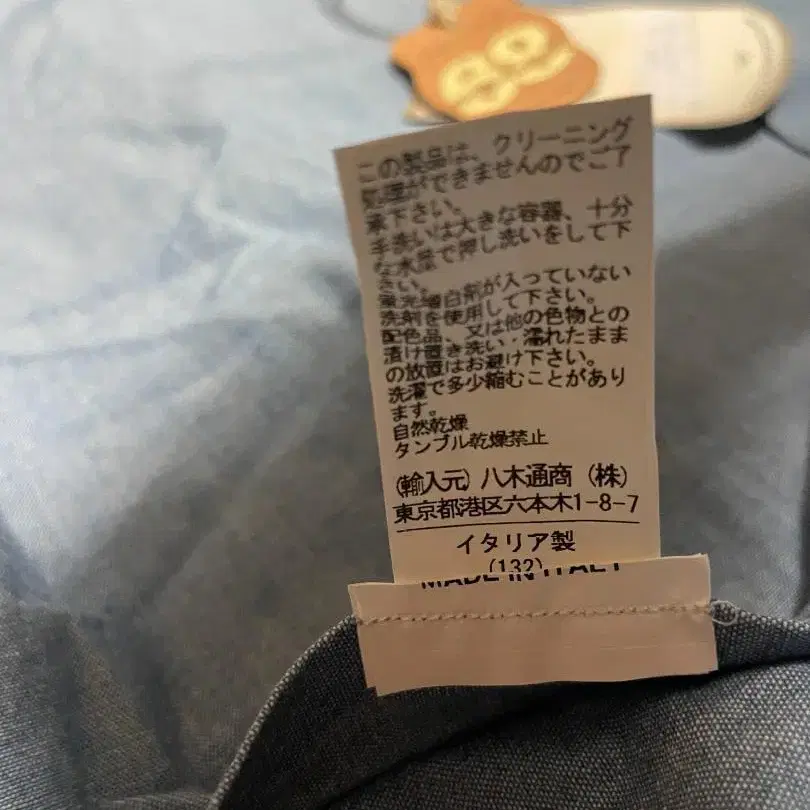 この製品は、クリーニング
処理ができませんのでご了
承下さい。
手洗いは大きな容器、十分
な水量で押し洗いをして下
さい。
蛍光増白剤が入っていない
洗剤を使用して下さい。
配色品、又は他の色物との
漬け置き洗い・濡れたまま
の放置はお避け下さい。
洗濯で多少縮むことがあり
ます。
自然乾燥
タンブル乾燥禁止
(輸入元) 八木通商 (株)
東京都港区六本木1-8-7
イタリア製
(132)
MADE IN ITALY